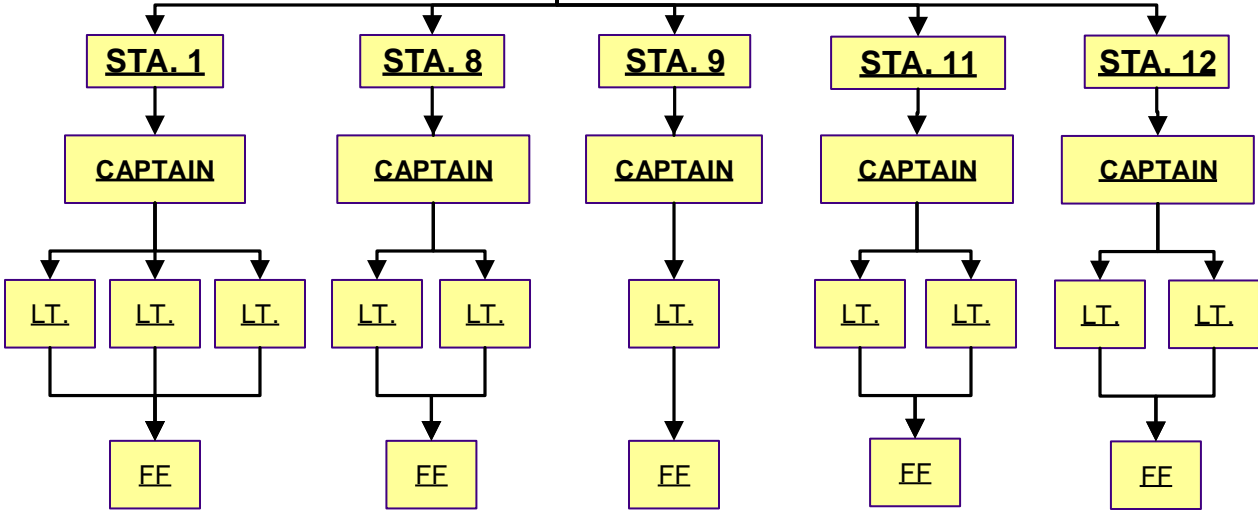 STA. 1
STA. 8
STA. 9
STA. 11
STA. 12
CAPTAIN
CAPTAIN
CAPTAIN
CAPTAIN
CAPTAIN
LT.
LT.
LT.
LT.
LT.
LT.
LT.
LT.
LT.
LT.
FF
FF
FF
FF
FF